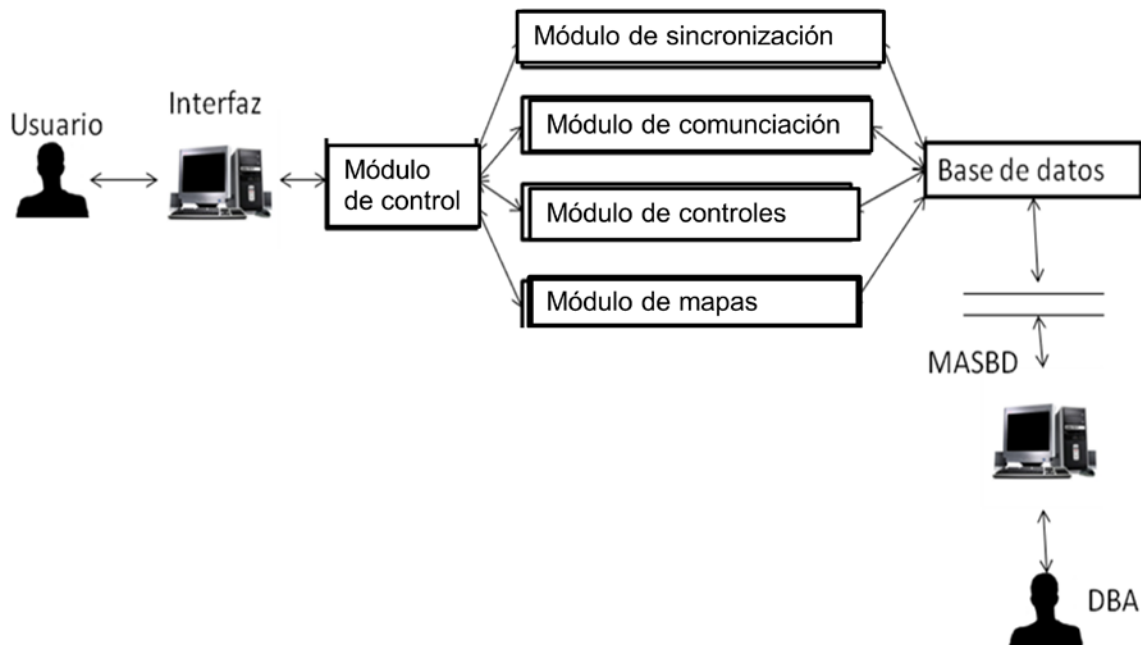 Usuario
Interfaz
Módulo
de control
Módulo de sincronización
Módulo de comunciación
Módulo de controles
Módulo de mapas
Base de datos
MASBD
DBA